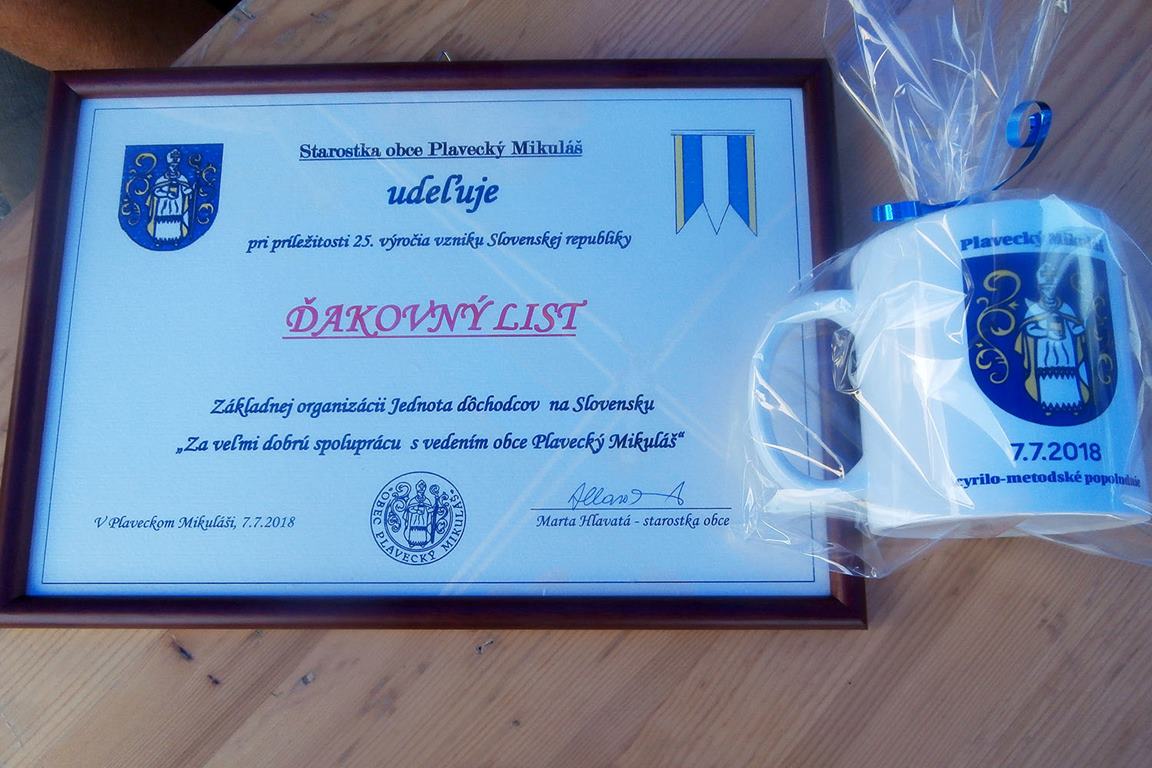 Starostka obce Plavecký Mikuláš
udeľuje
pri príležitosti 25. výročia vzniku Slovenskej republiky
ĎAKOVNÝ LIST
Základnej organizácii Jednota dôchodcov na Slovensku
„Za veľmi dobrú spoluprácu s vedením obce Plavecký Mikuláš“
V Plaveckom Mikuláši, 7.7.2018
• OBEC PLAVECKÝ MIKULÁŠ •
Marta Hlavatá - starostka obce
Plavecký Mikuláš
7.7.2018
cyrilo-metodské popoludnie